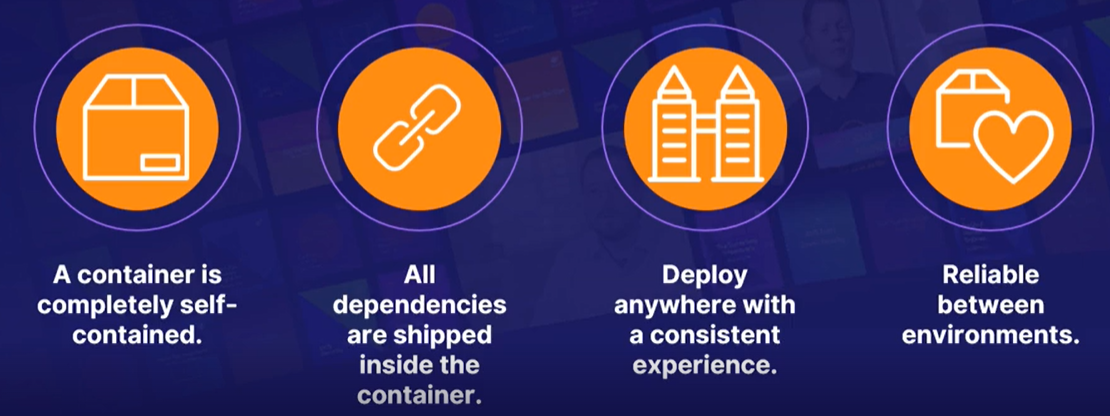 A container is
completely self-
contained.
All
dependencies
are shipped
inside the
container.
Deploy
anywhere with
a consistent
experience.
Reliable
between
environments.